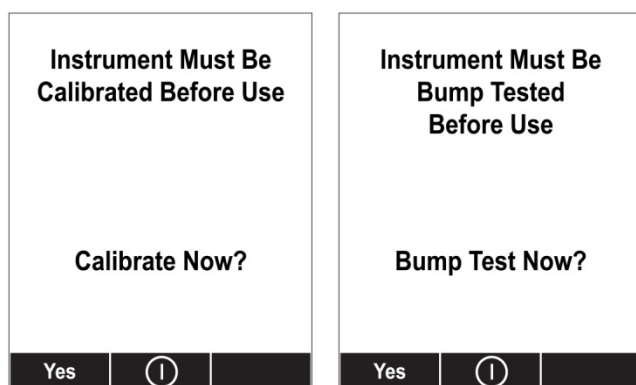 Instrument Must Be
Calibrated Before Use
Calibrate Now?
Yes
Instrument Must Be
Bump Tested
Before Use
Bump Test Now?
Yes